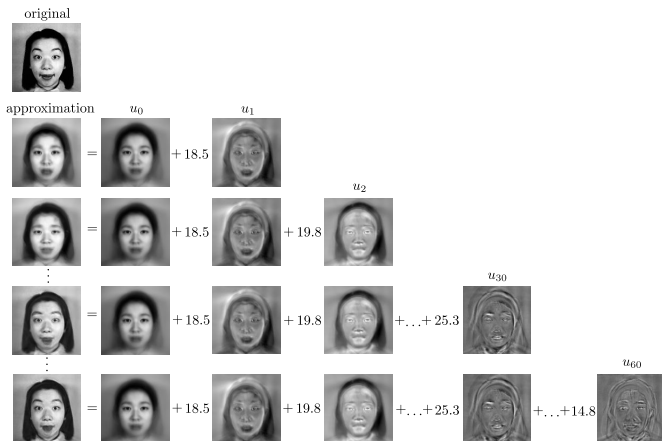 original
approximation u₀ u₁
= + 18.5
u₂
= + 18.5 + 19.8
⋮
u₃₀
= + 18.5 + 19.8 + … + 25.3
⋮
u₆₀
= + 18.5 + 19.8 + … + 25.3 + … + 14.8